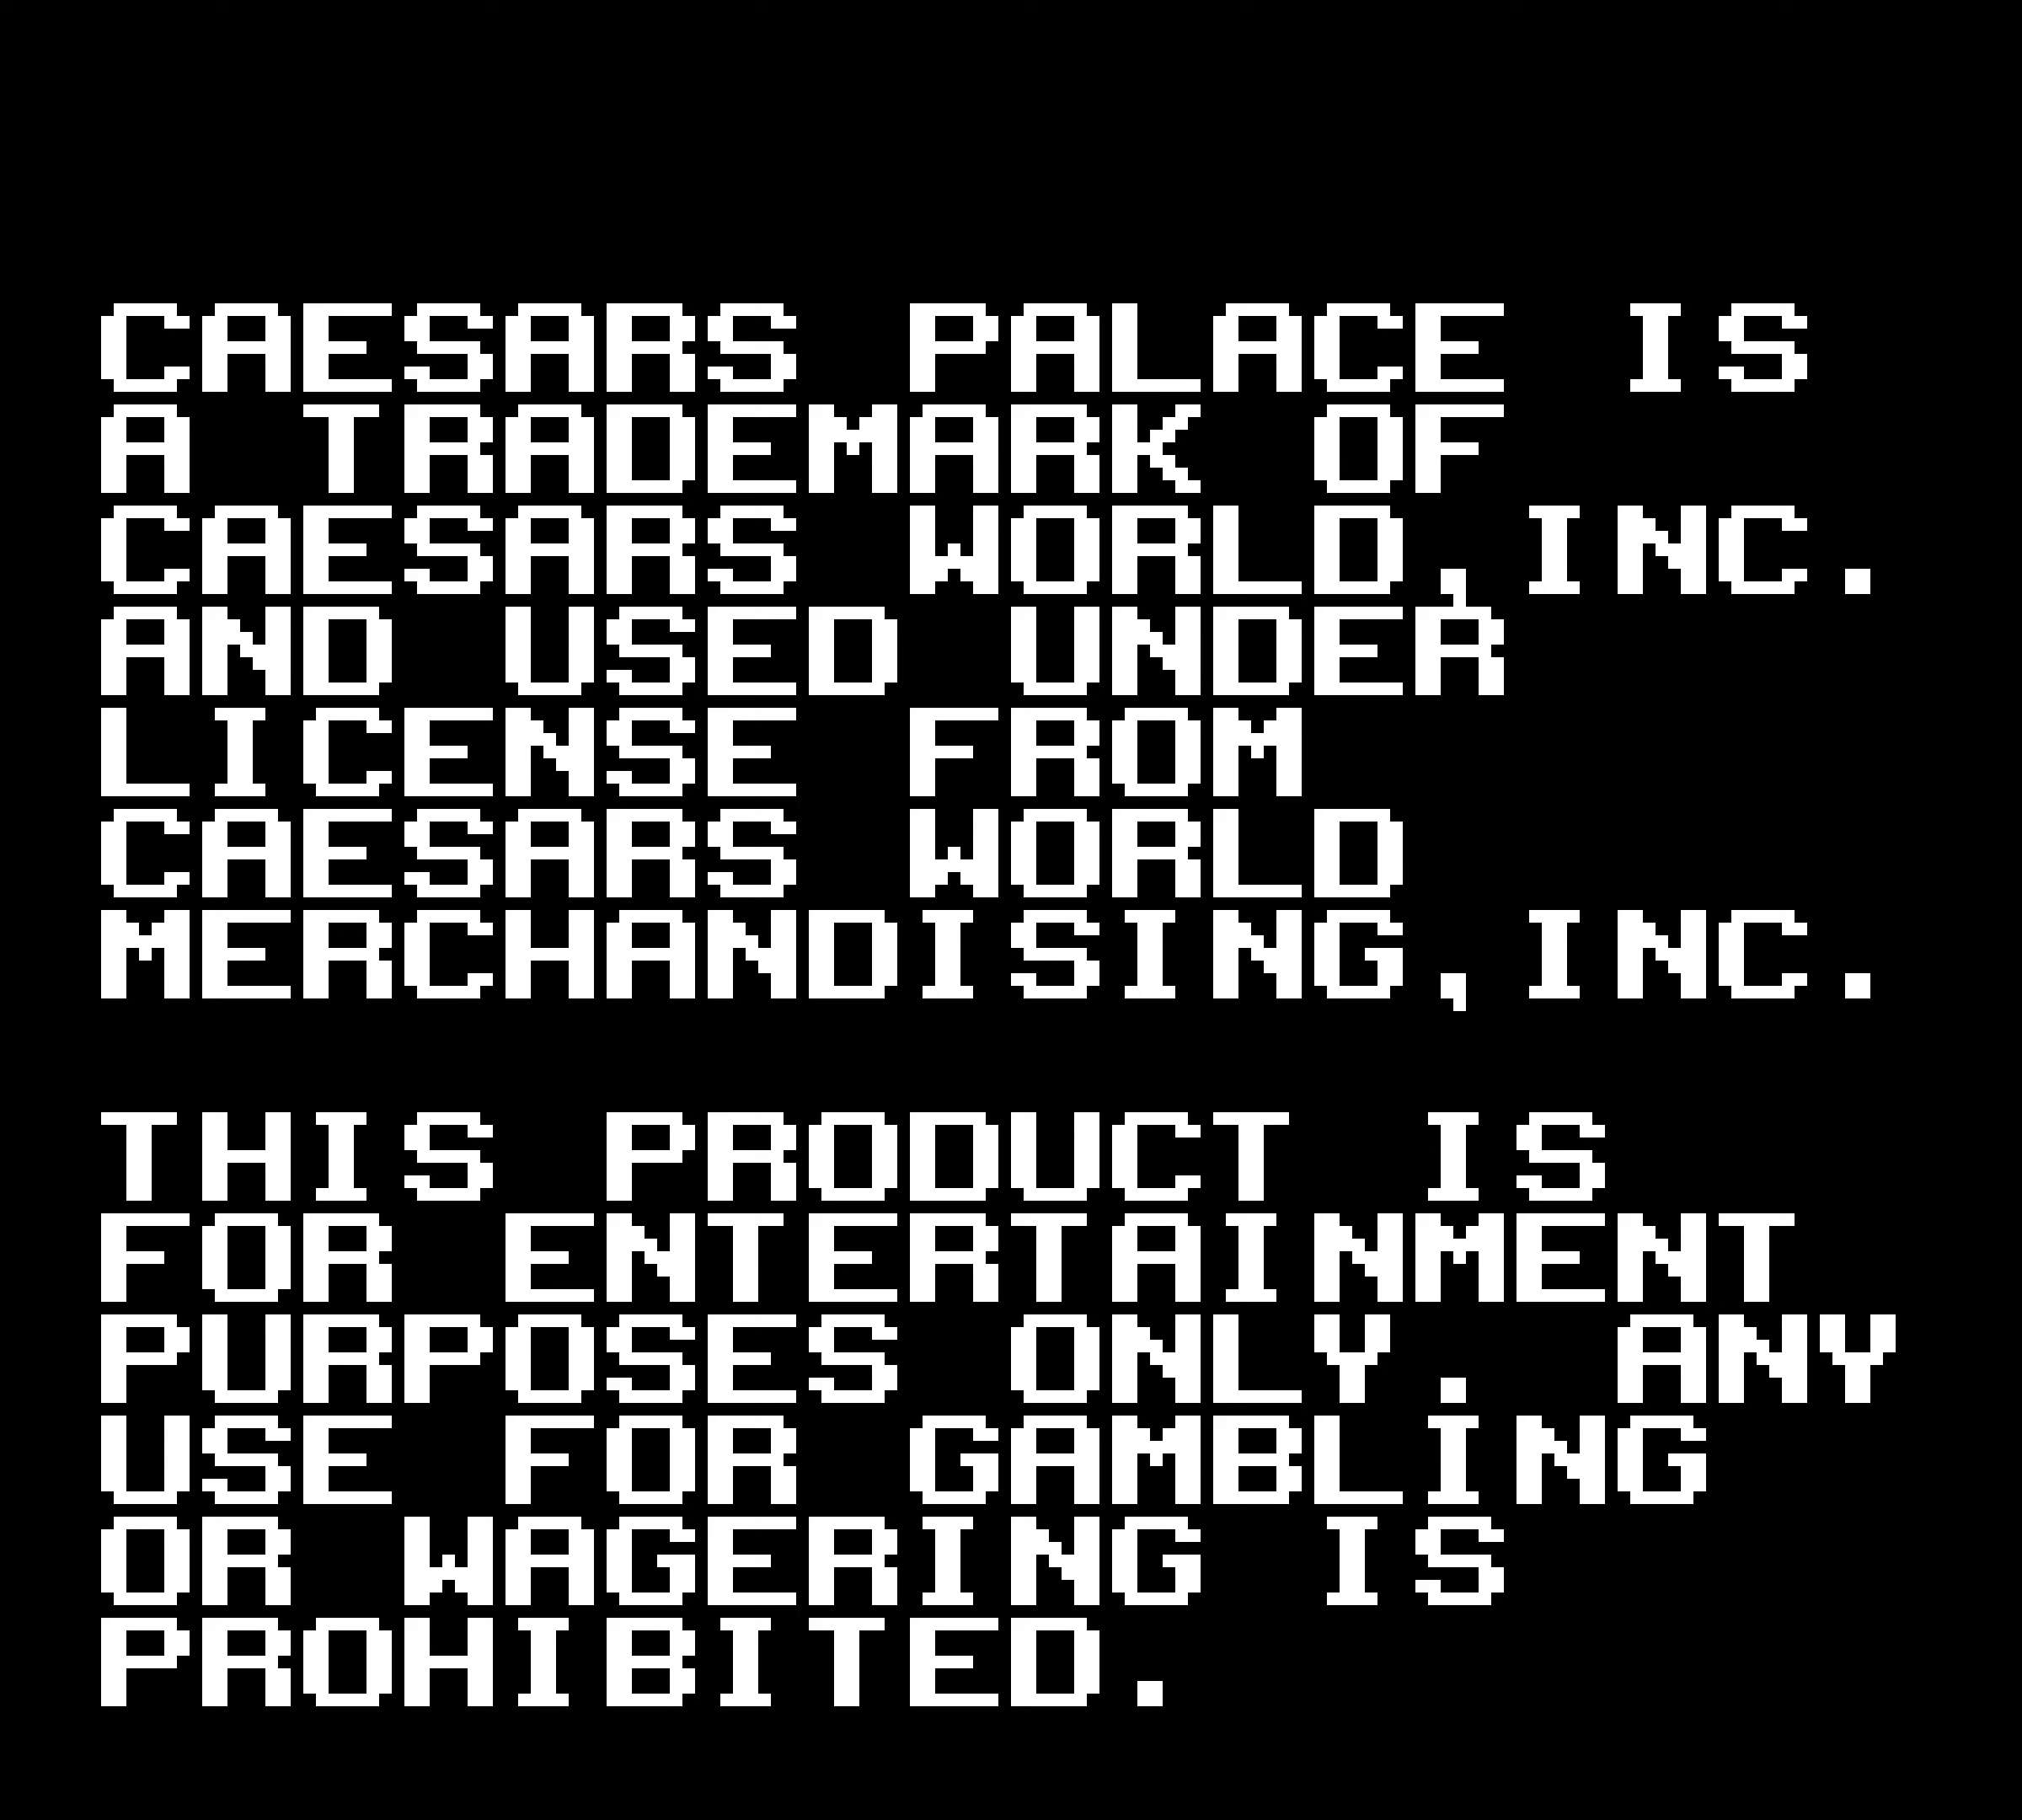 CAESARS PALACE IS
A TRADEMARK OF
CAESARS WORLD,INC.
AND USED UNDER
LICENSE FROM
CAESARS WORLD
MERCHANDISING,INC.
THIS PRODUCT IS
FOR ENTERTAINMENT
PURPOSES ONLY. ANY
USE FOR GAMBLING
OR WAGERING IS
PROHIBITED.